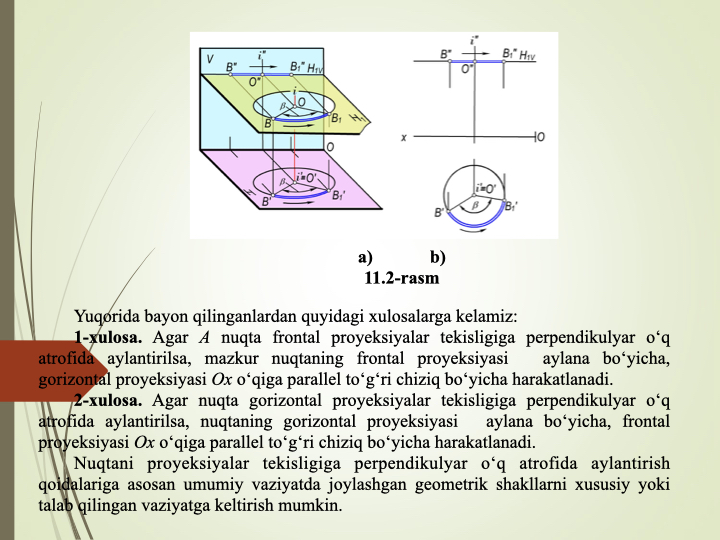 V
B" i" B₁" H₁V
O"
i
β O
B B₁ H₁
O
β i'≡O'
B' B₁'
H
i"
B" B₁" H₁V
O"
x O
i'≡O'
β
B' B₁'
a) b)
11.2-rasm
Yuqorida bayon qilinganlardan quyidagi xulosalarga kelamiz:
1-xulosa. Agar A nuqta frontal proyeksiyalar tekisligiga perpendikulyar o‘q
atrofida aylantirilsa, mazkur nuqtaning frontal proyeksiyasi aylana bo‘yicha,
gorizontal proyeksiyasi Ox o‘qiga parallel to‘g‘ri chiziq bo‘yicha harakatlanadi.
2-xulosa. Agar nuqta gorizontal proyeksiyalar tekisligiga perpendikulyar o‘q
atrofida aylantirilsa, nuqtaning gorizontal proyeksiyasi aylana bo‘yicha, frontal
proyeksiyasi Ox o‘qiga parallel to‘g‘ri chiziq bo‘yicha harakatlanadi.
Nuqtani proyeksiyalar tekisligiga perpendikulyar o‘q atrofida aylantirish
qoidalariga asosan umumiy vaziyatda joylashgan geometrik shakllarni xususiy yoki
talab qilingan vaziyatga keltirish mumkin.